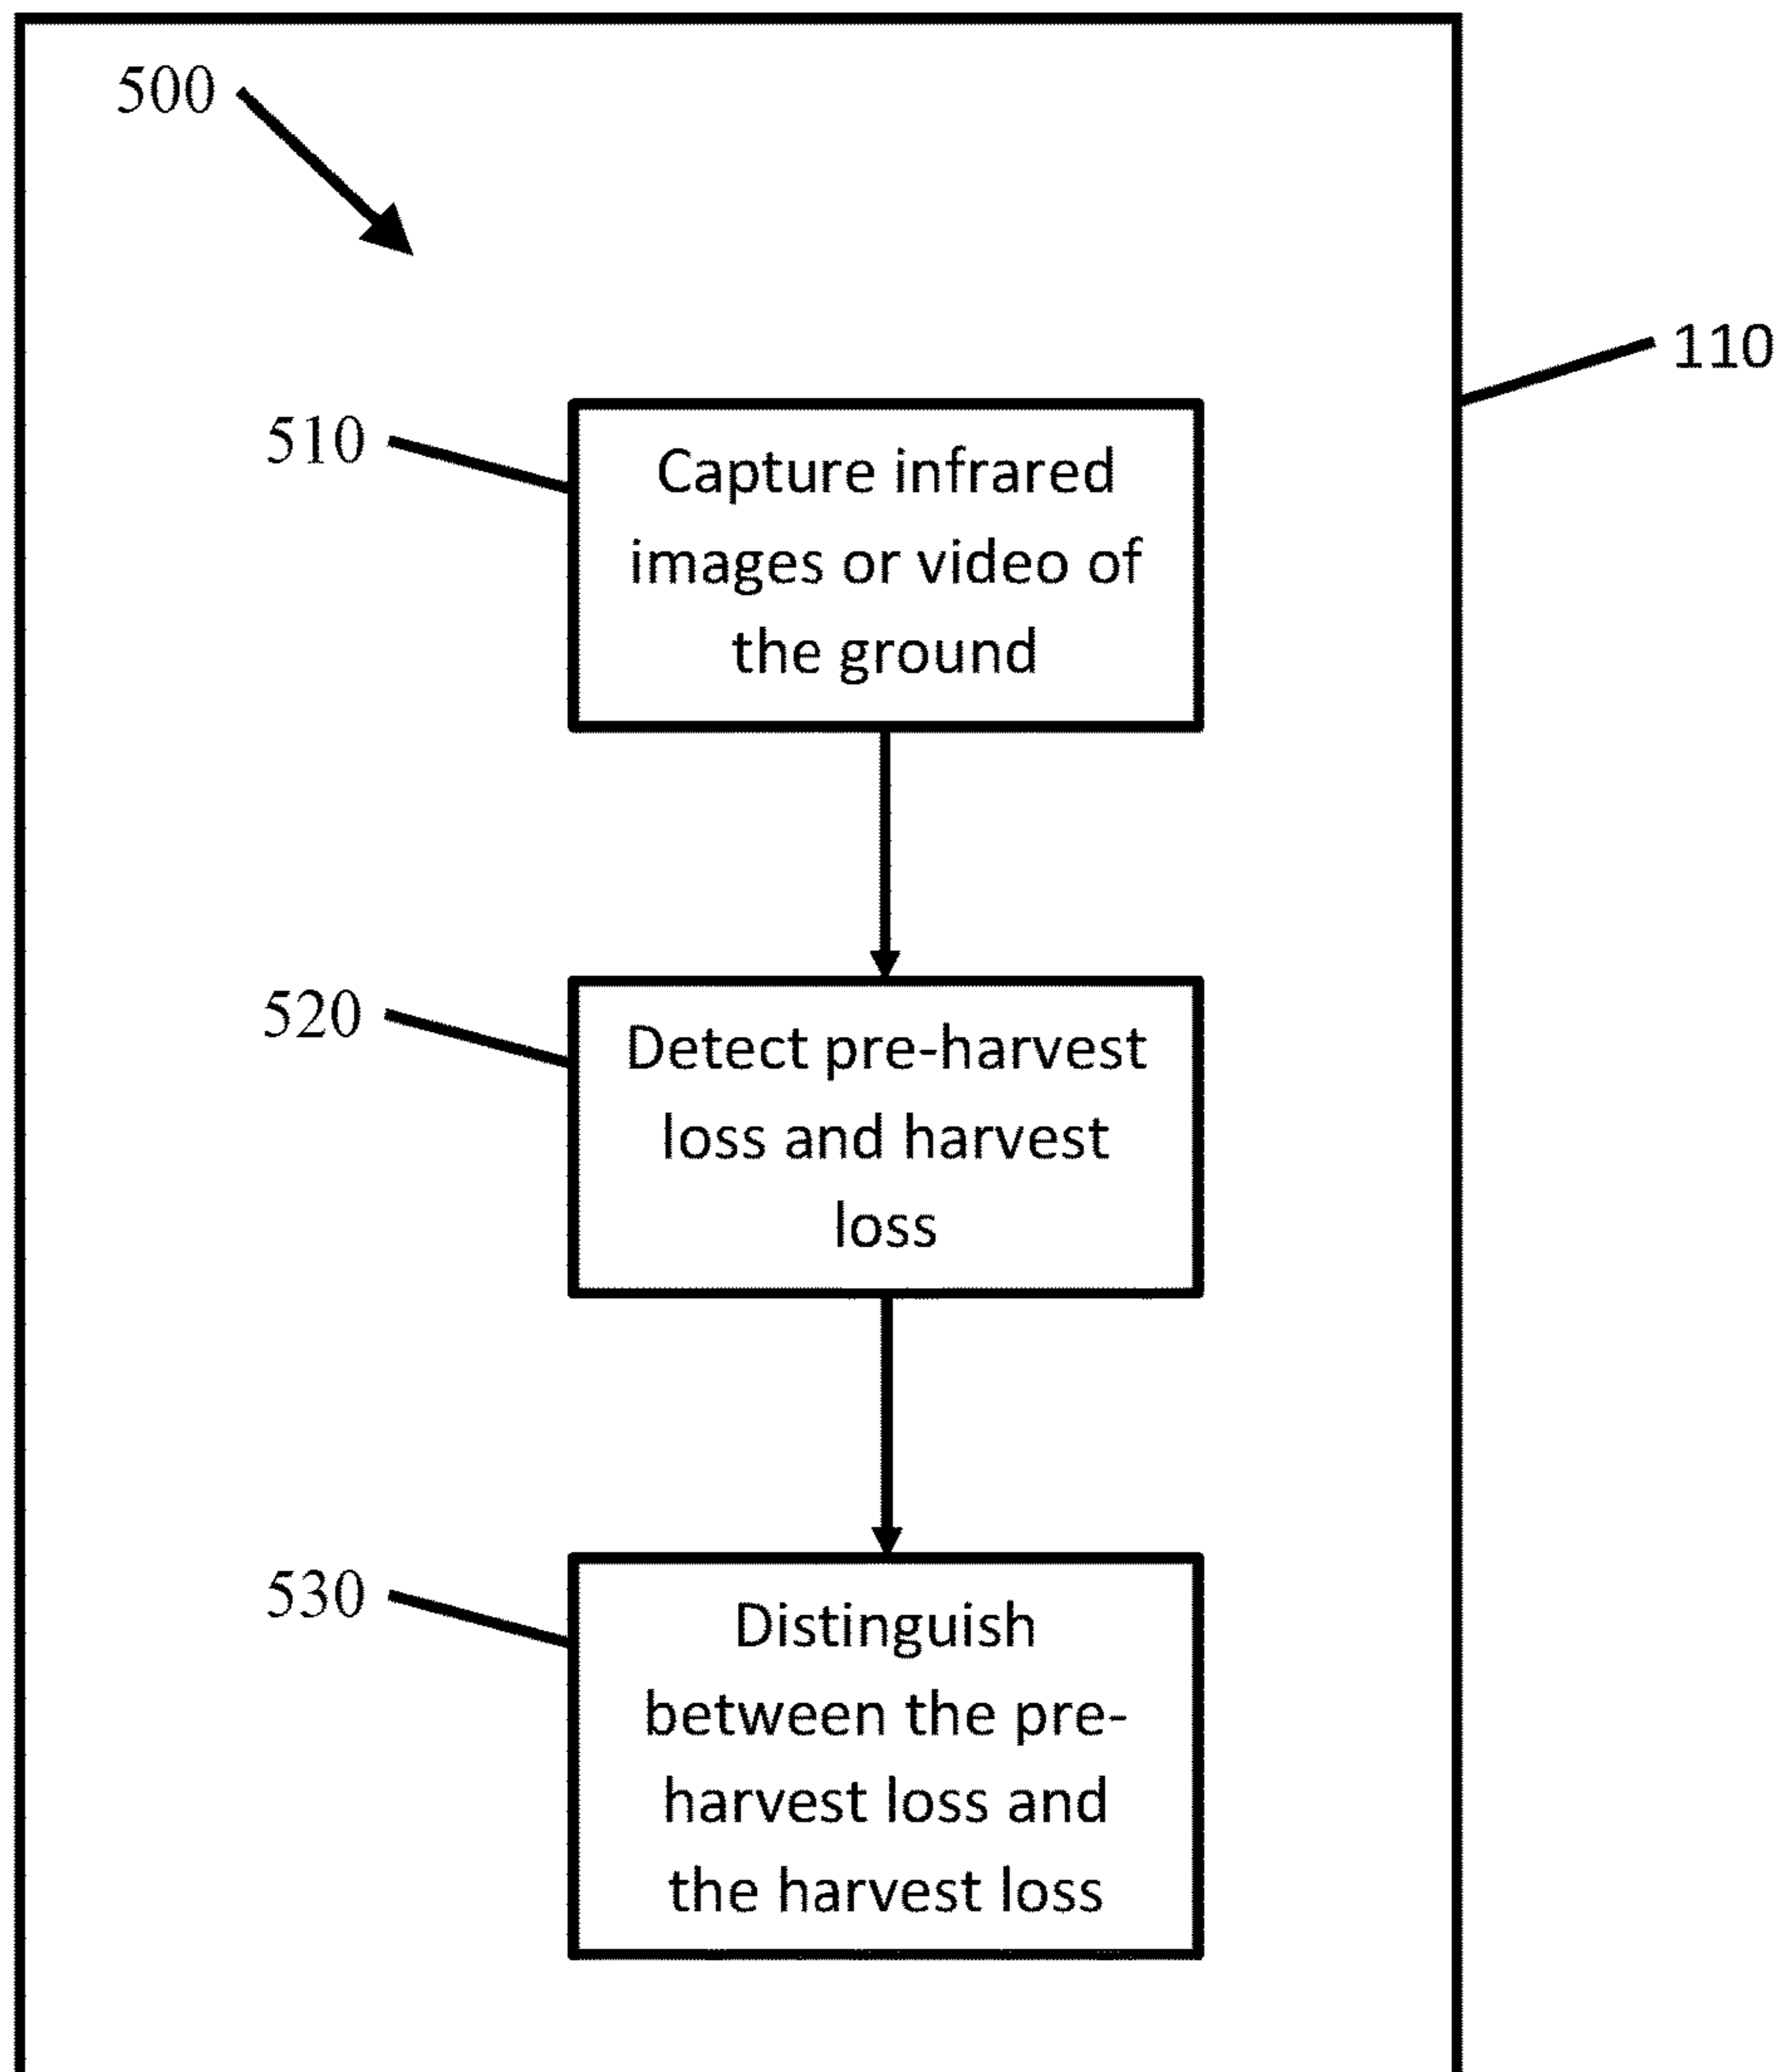 500
110
510
Capture infrared
images or video of
the ground
520
Detect pre-harvest
loss and harvest
loss
530
Distinguish
between the pre-
harvest loss and
the harvest loss